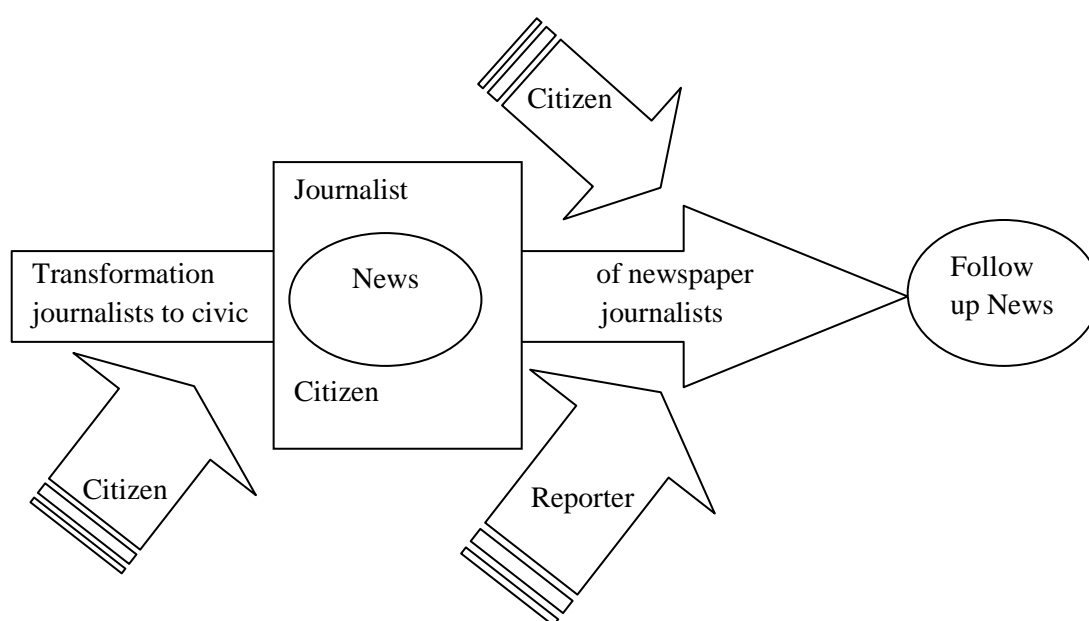 Citizen
Journalist
News
Citizen
Transformation
journalists to civic
of newspaper
journalists
Follow
up News
Citizen
Reporter